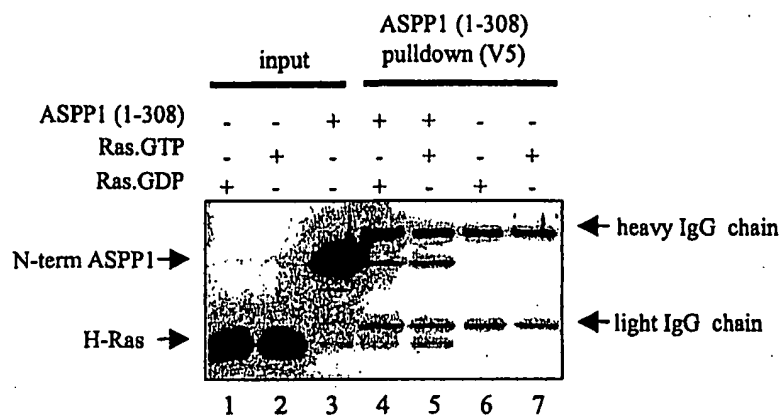 input
ASPP1 (1-308)
pulldown (V5)
ASPP1 (1-308) - - + + + - -
Ras.GTP - + - - + - +
Ras.GDP + - - + - + -
N-term ASPP1
H-Ras
heavy IgG chain
light IgG chain
1 2 3 4 5 6 7